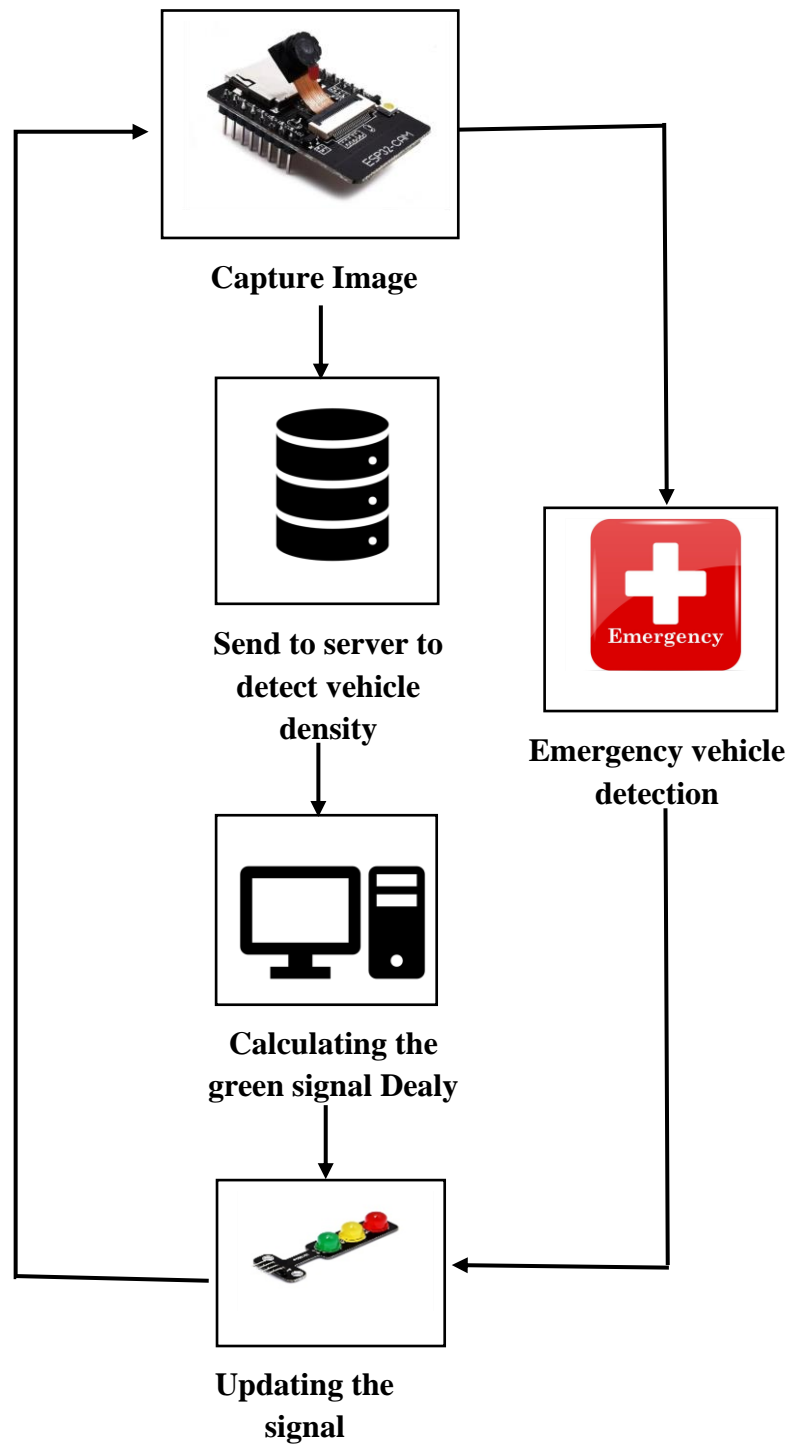 ESP32-CAM
Capture Image
Send to server to
detect vehicle
density
Emergency
Emergency vehicle
detection
Calculating the
green signal Dealy
Updating the
signal